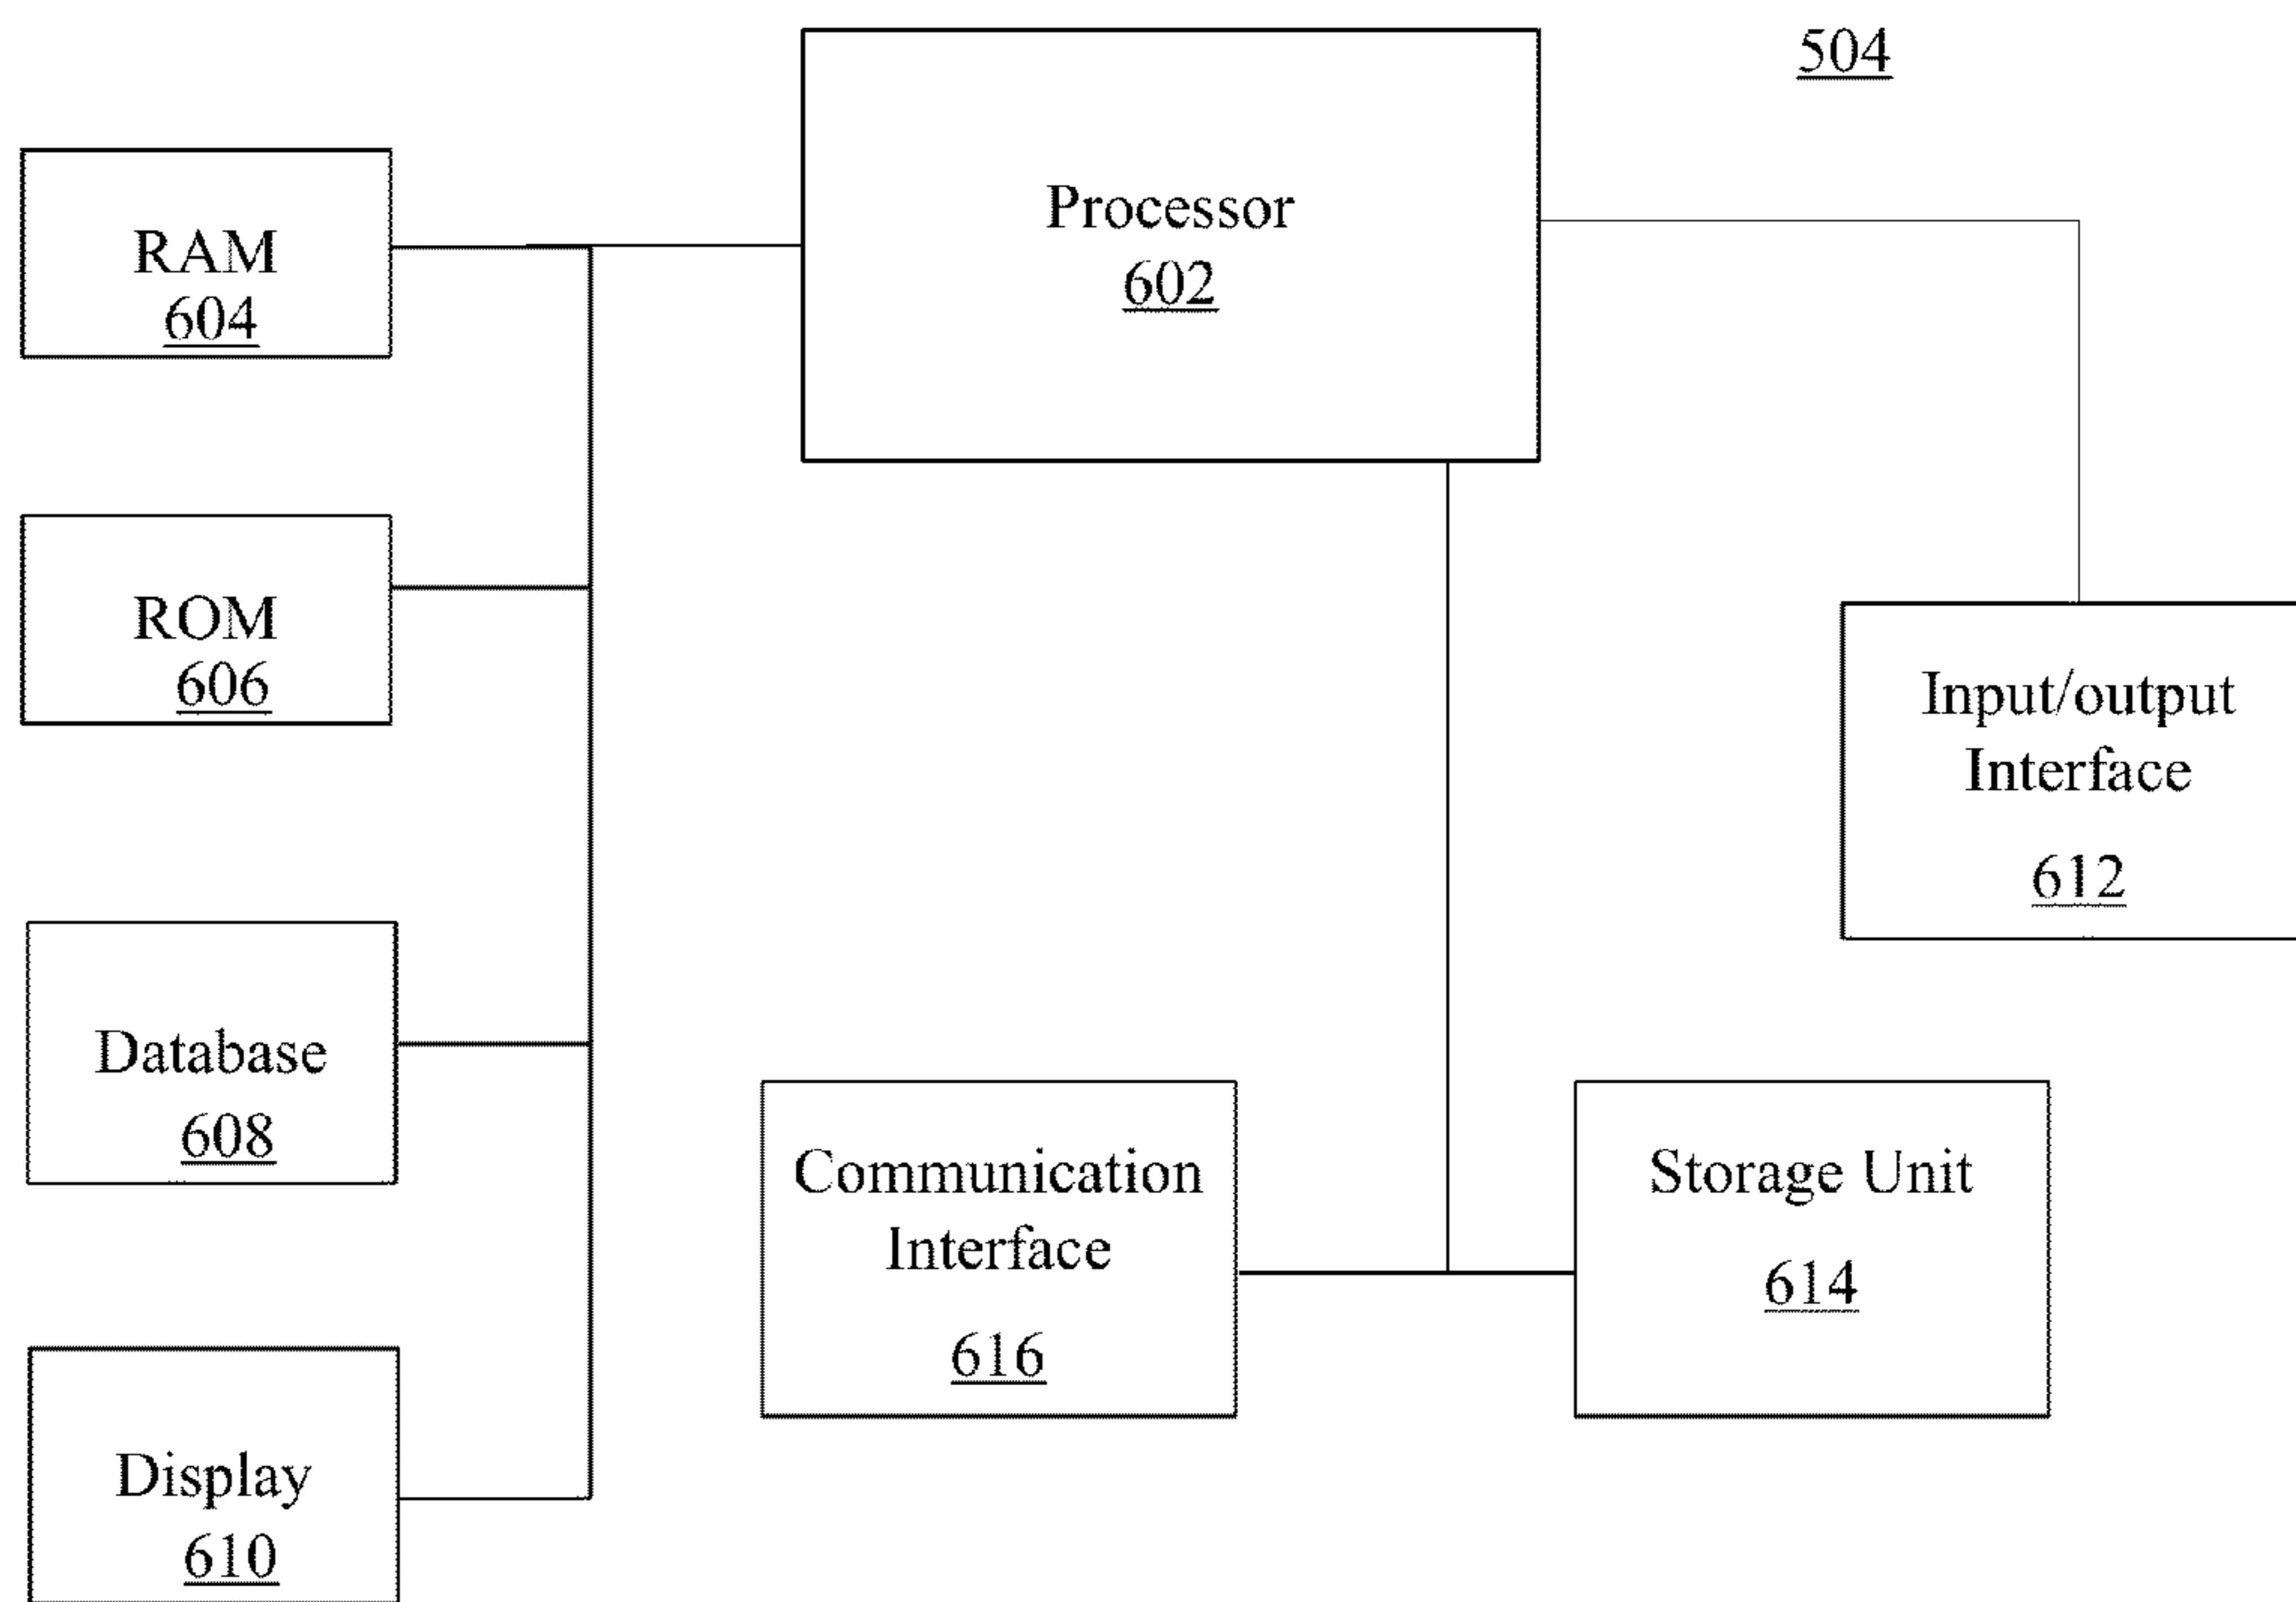 504
Processor
602
RAM
604
ROM
606
Input/output
Interface
612
Database
608
Communication
Interface
616
Storage Unit
614
Display
610